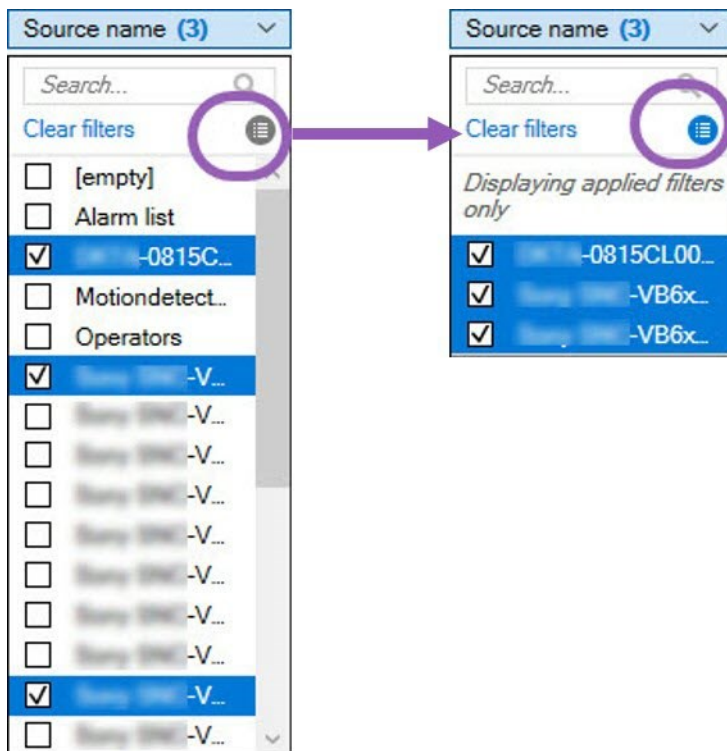 Source name (3)
Search...
Clear filters
[empty]
Alarm list
-0815C...
Motiondetect...
Operators
-V...
-V...
-V...
-V...
-V...
-V...
-V...
-V...
-V...
-V...
Source name (3)
Search...
Clear filters
Displaying applied filters
only
-0815CL00...
-VB6x...
-VB6x...